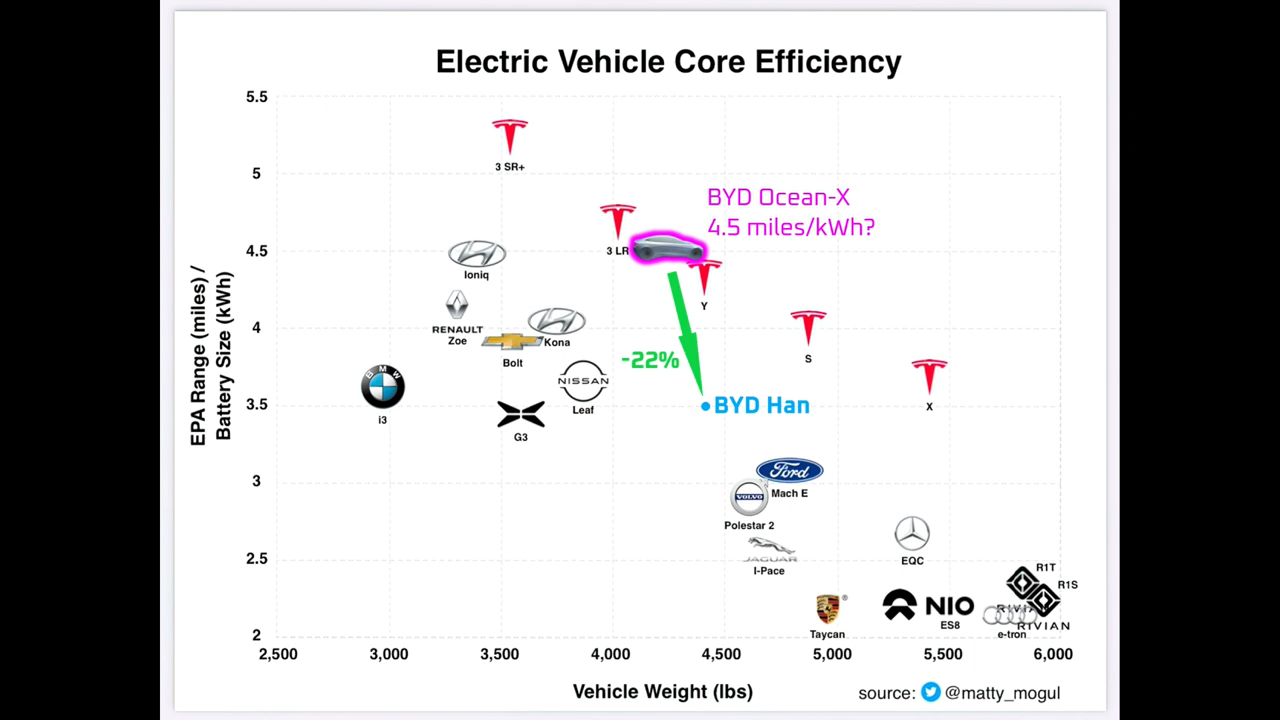 Electric Vehicle Core Efficiency
5.5
5
4.5
4
3.5
3
2.5
2
EPA Range (miles) /
Battery Size (kWh)
3 SR+
BYD Ocean-X
4.5 miles/kWh?
3 LR
Ioniq
Y
RENAULT
Zoe
Kona
Bolt
S
-22%
BMW
i3
NISSAN
Leaf
X
BYD Han
G3
Ford
Mach E
VOLVO
Polestar 2
JAGUAR
I-Pace
EQC
R1T
R1S
®
Taycan
NIO
ES8
RIVIAN
e-tron
RIVIAN
2,500
3,000
3,500
4,000
4,500
5,000
5,500
6,000
Vehicle Weight (lbs)
source: @matty_mogul